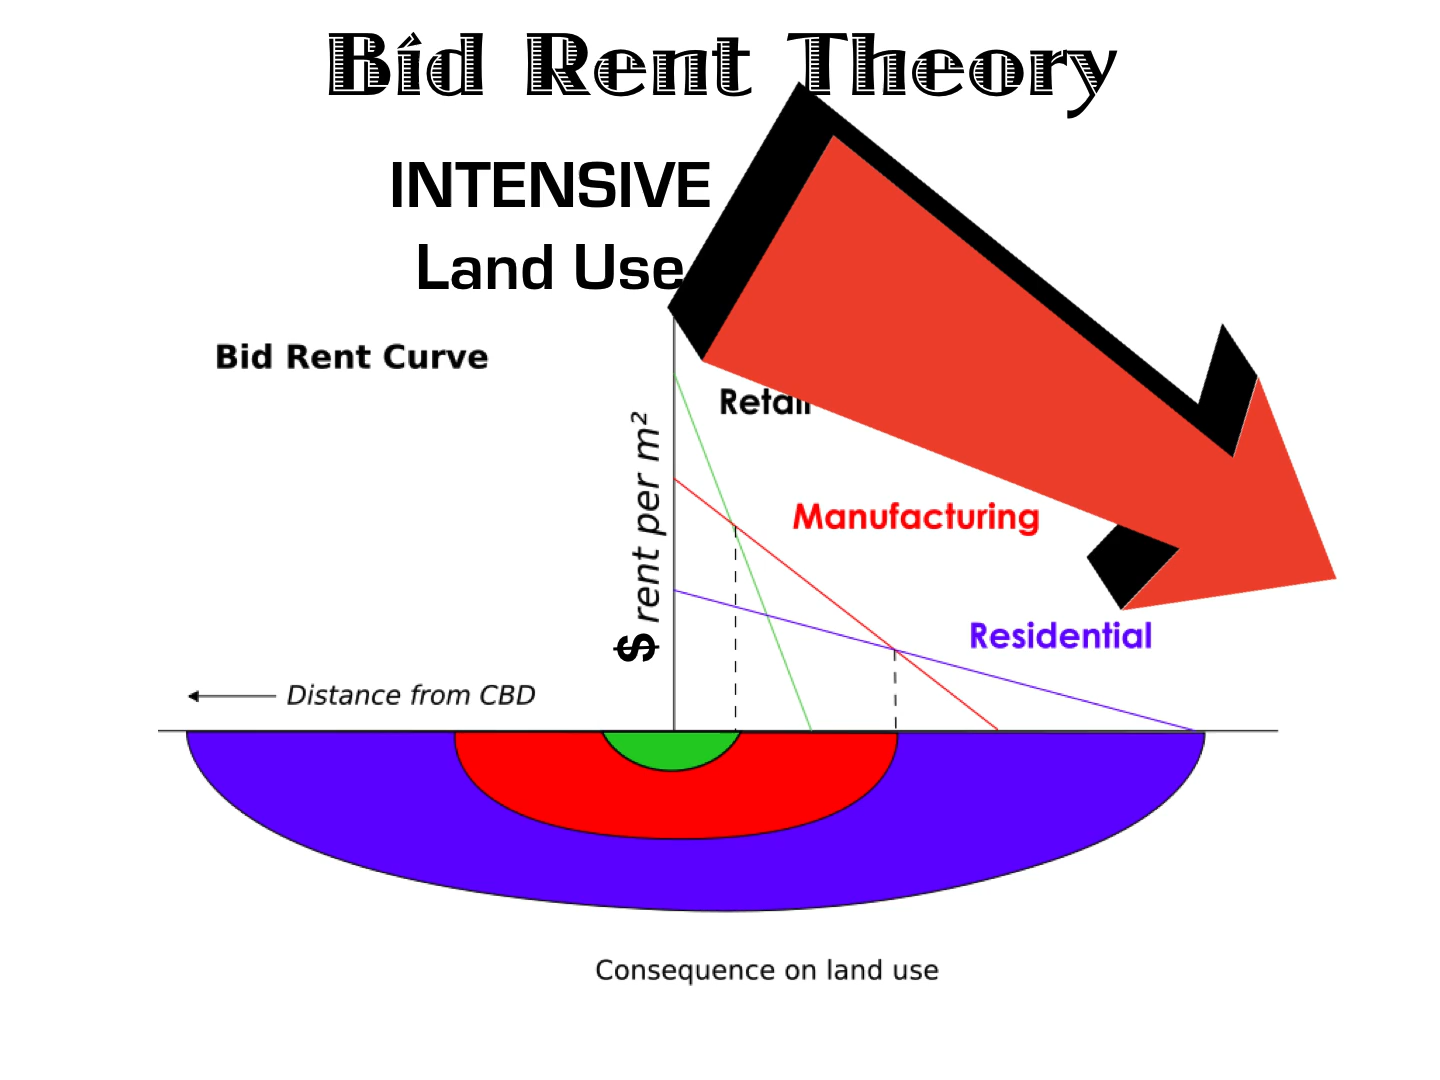 Bid Rent Theory
INTENSIVE
Land Use
Bid Rent Curve
Retail
$ rent per m²
Manufacturing
Residential
Distance from CBD
Consequence on land use